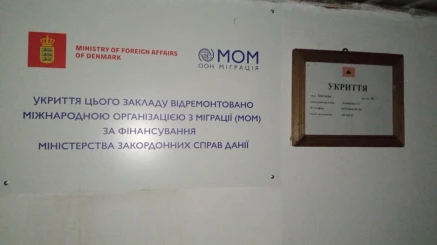 MINISTRY OF FOREIGN AFFAIRS
OF DENMARK
МОМ
ООН МІГРАЦІЯ
УКРИТТЯ ЦЬОГО ЗАКЛАДУ ВІДРЕМОНТОВАНО
МІЖНАРОДНОЮ ОРГАНІЗАЦІЄЮ З МІГРАЦІЇ (МОМ)
ЗА ФІНАНСУВАННЯ
МІНІСТЕРСТВА ЗАКОРДОННИХ СПРАВ ДАНІЇ
УКРИТТЯ